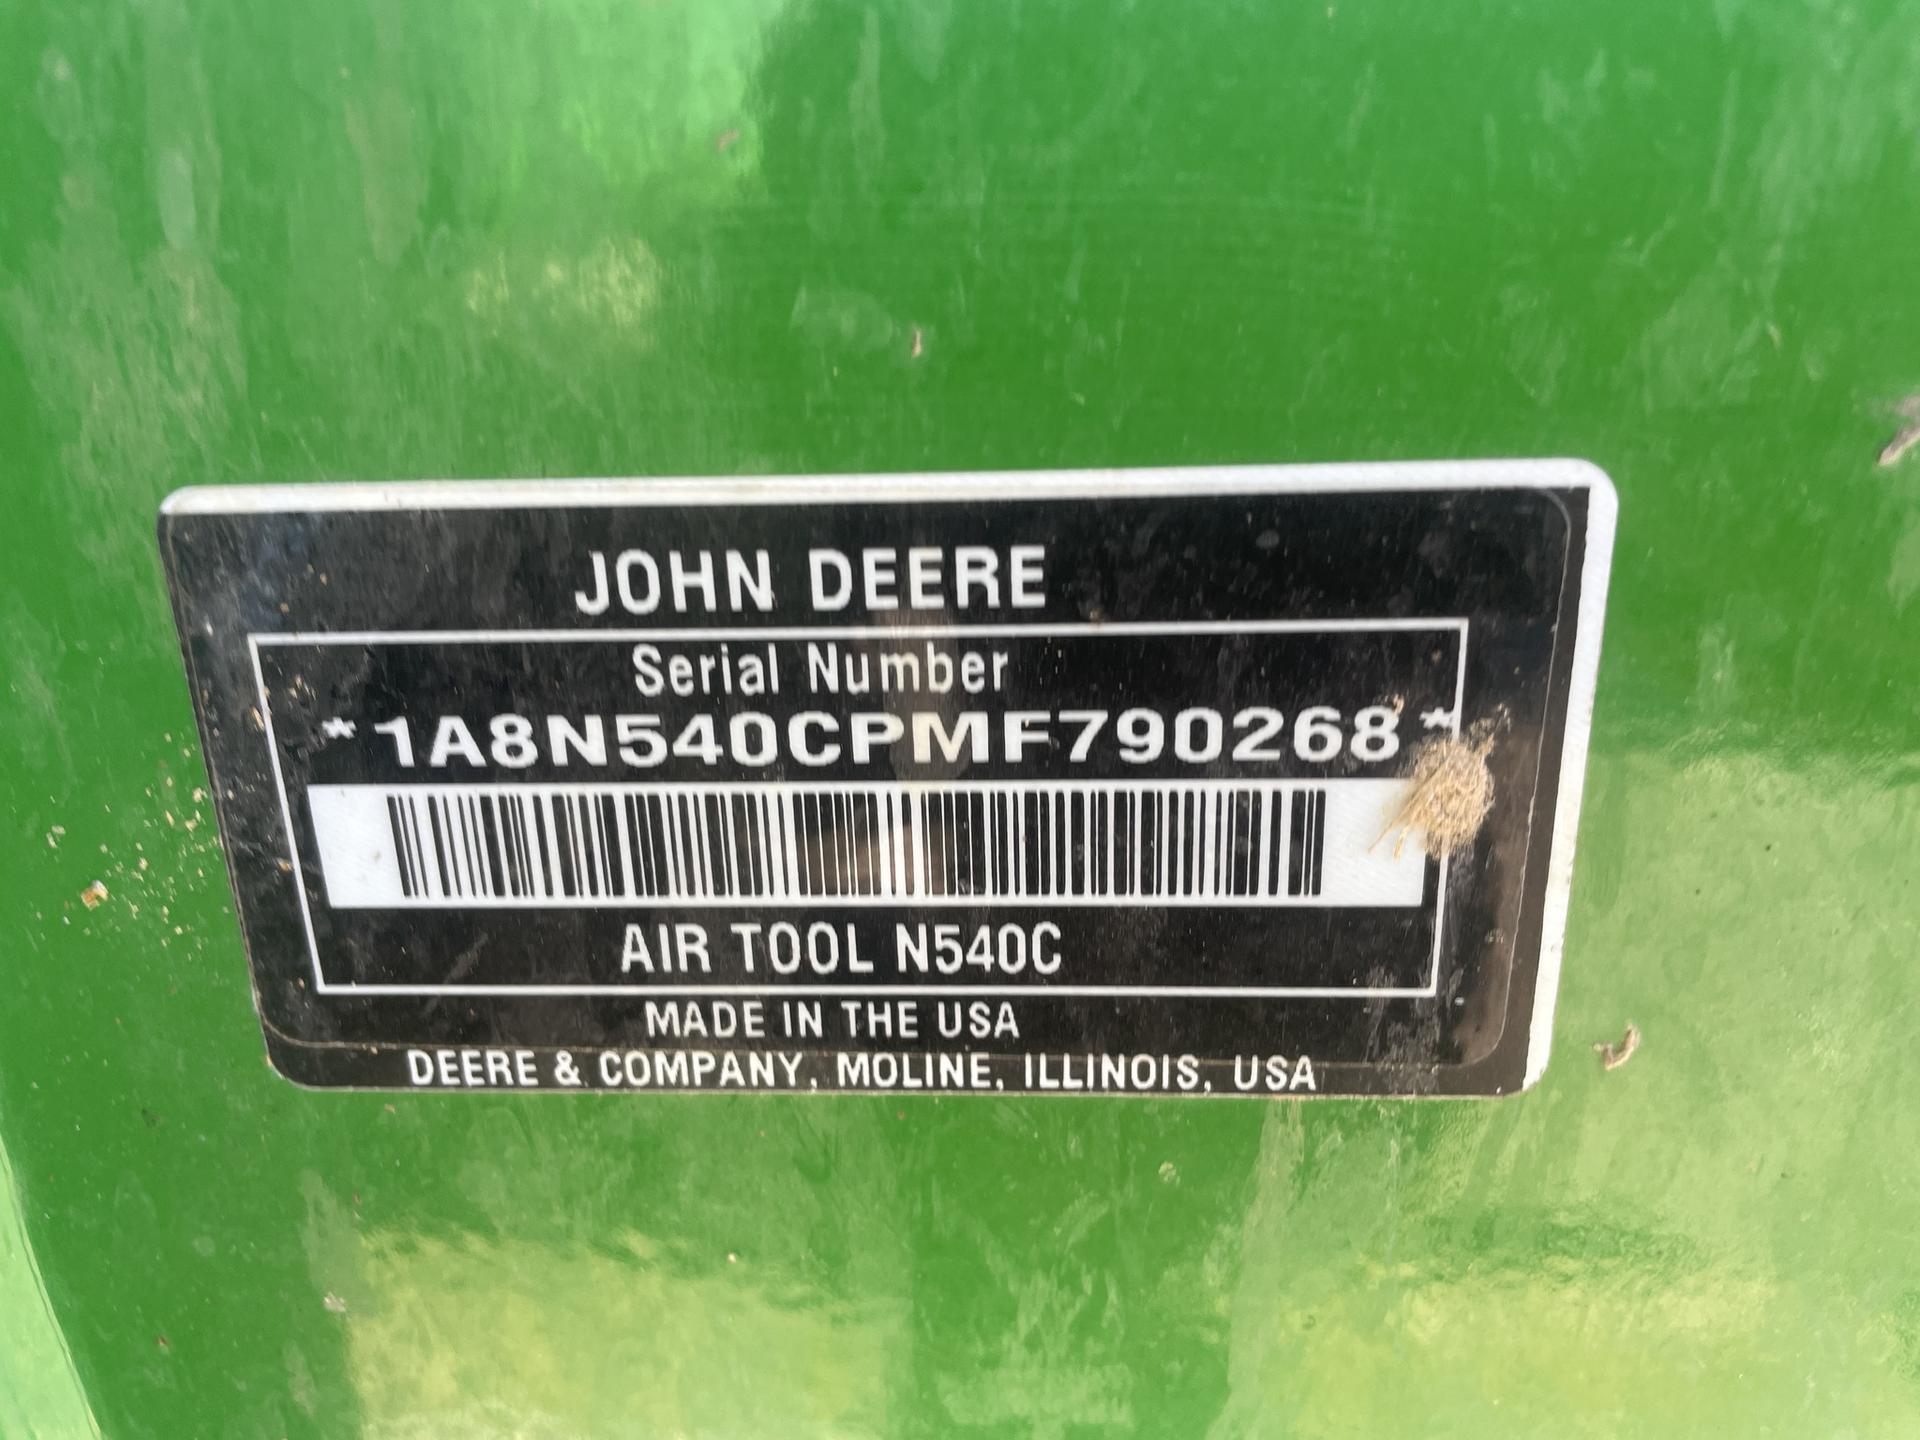 JOHN DEERE
Serial Number
*1A8N540CPMF790268*
AIR TOOL N540C
MADE IN THE USA
DEERE & COMPANY, MOLINE, ILLINOIS, USA